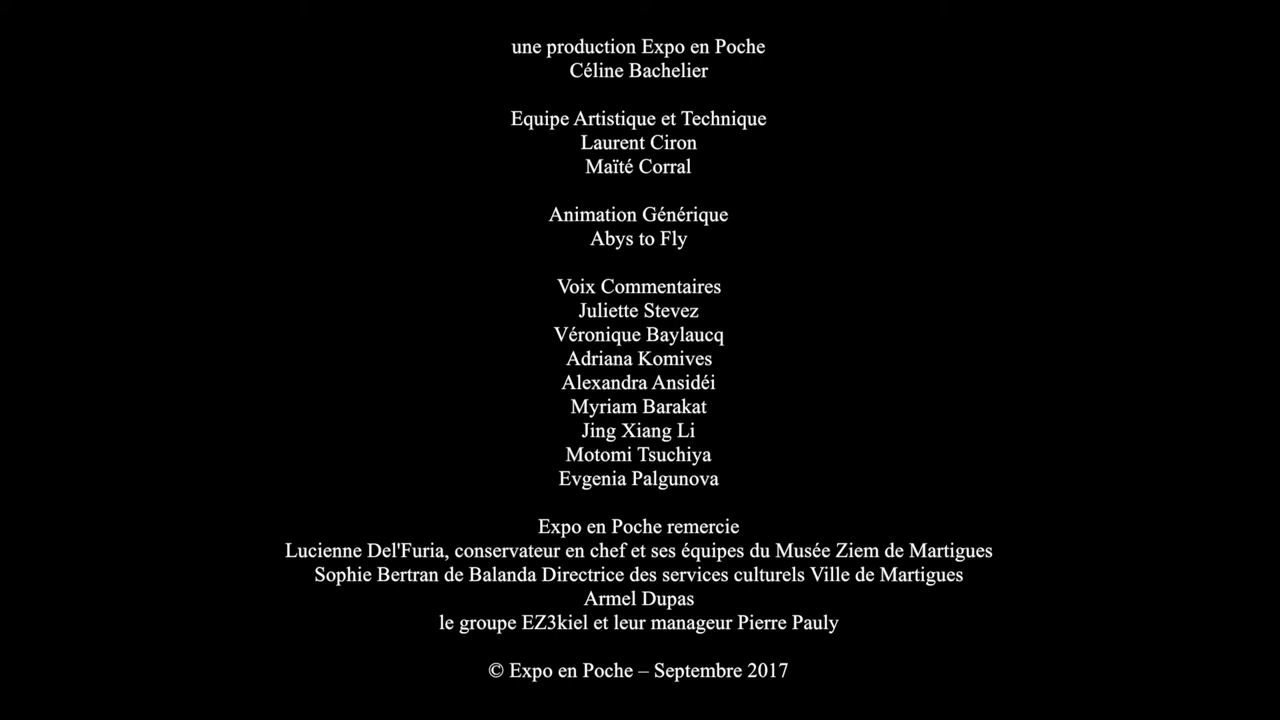 une production Expo en Poche
Céline Bachelier
Equipe Artistique et Technique
Laurent Ciron
Maïté Corral
Animation Générique
Abys to Fly
Voix Commentaires
Juliette Stevez
Véronique Baylaucq
Adriana Komives
Alexandra Ansidéi
Myriam Barakat
Jing Xiang Li
Motomi Tsuchiya
Evgenia Palgunova
Expo en Poche remercie
Lucienne Del'Furia, conservateur en chef et ses équipes du Musée Ziem de Martigues
Sophie Bertran de Balanda Directrice des services culturels Ville de Martigues
Armel Dupas
le groupe EZ3kiel et leur manageur Pierre Pauly
© Expo en Poche – Septembre 2017